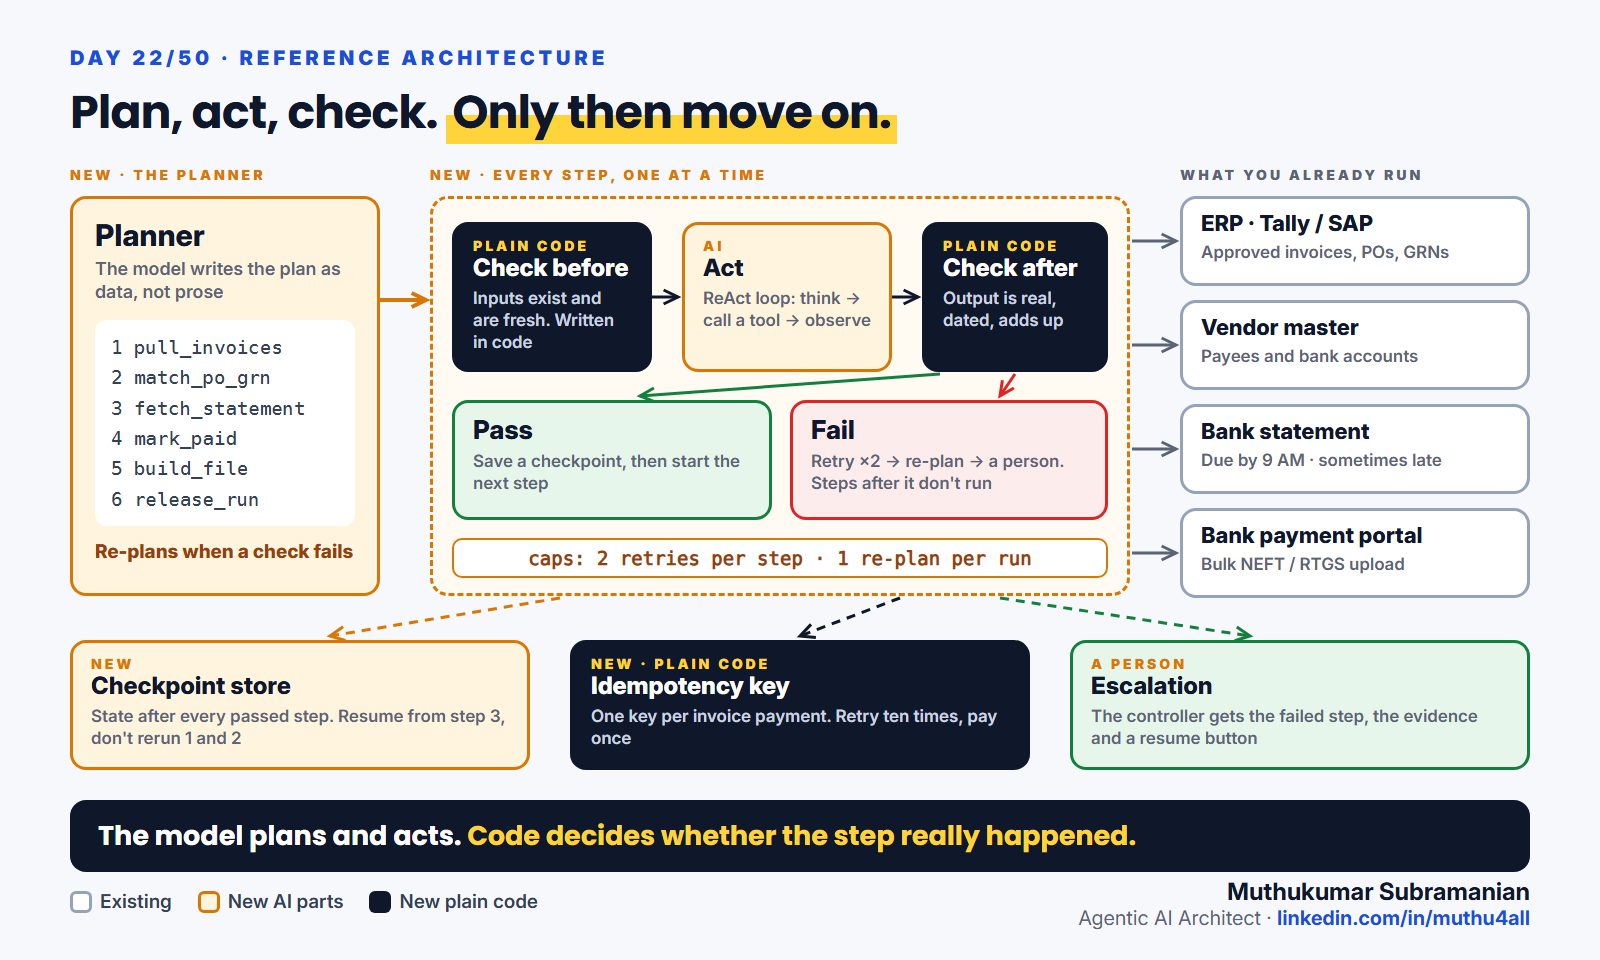 DAY 22/50 · REFERENCE ARCHITECTURE
Plan, act, check. Only then move on.
NEW · THE PLANNER
Planner
The model writes the plan as
data, not prose
1 pull_invoices
2 match_po_grn
3 fetch_statement
4 mark_paid
5 build_file
6 release_run
Re-plans when a check fails
NEW · EVERY STEP, ONE AT A TIME
PLAIN CODE
Check before
Inputs exist and
are fresh. Written
in code
AI
Act
ReAct loop: think →
call a tool → observe
PLAIN CODE
Check after
Output is real,
dated, adds up
Pass
Save a checkpoint, then start the
next step
Fail
Retry ×2 → re-plan → a person.
Steps after it don't run
caps: 2 retries per step · 1 re-plan per run
WHAT YOU ALREADY RUN
ERP · Tally / SAP
Approved invoices, POs, GRNs
Vendor master
Payees and bank accounts
Bank statement
Due by 9 AM · sometimes late
Bank payment portal
Bulk NEFT / RTGS upload
NEW
Checkpoint store
State after every passed step. Resume from step 3,
don't rerun 1 and 2
NEW · PLAIN CODE
Idempotency key
One key per invoice payment. Retry ten times, pay
once
A PERSON
Escalation
The controller gets the failed step, the evidence
and a resume button
The model plans and acts. Code decides whether the step really happened.
Existing
New AI parts
New plain code
Muthukumar Subramanian
Agentic AI Architect · linkedin.com/in/muthu4all